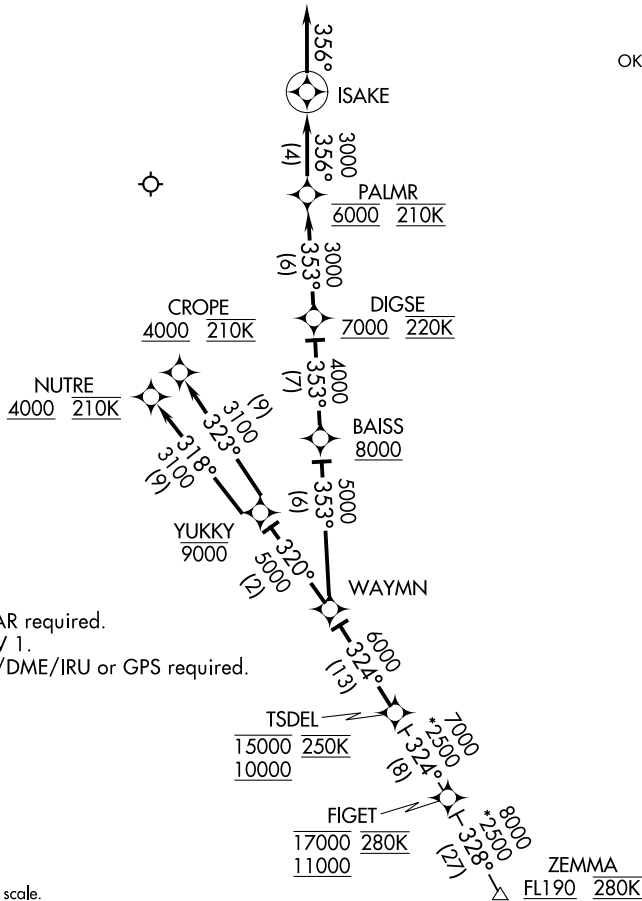 356°
OK
ISAKE
3000
356°
(4)
PALMR
6000 210K
3000
353°
(6)
CROPE
4000 210K
DIGSE
7000 220K
NUTRE
4000 210K
4000
353°
(7)
(9)
3100
323°
BAISS
8000
318°
3100
(9)
5000
353°
(6)
YUKKY
9000
320°
5000
(2)
WAYMN
AR required.
1.
/DME/IRU or GPS required.
6000
324°
(13)
TSDEL
15000 250K
10000
7000
*2500
324°
(8)
FIGET
17000 280K
11000
8000
*2500
328°
(27)
ZEMMA
FL190 280K
scale.